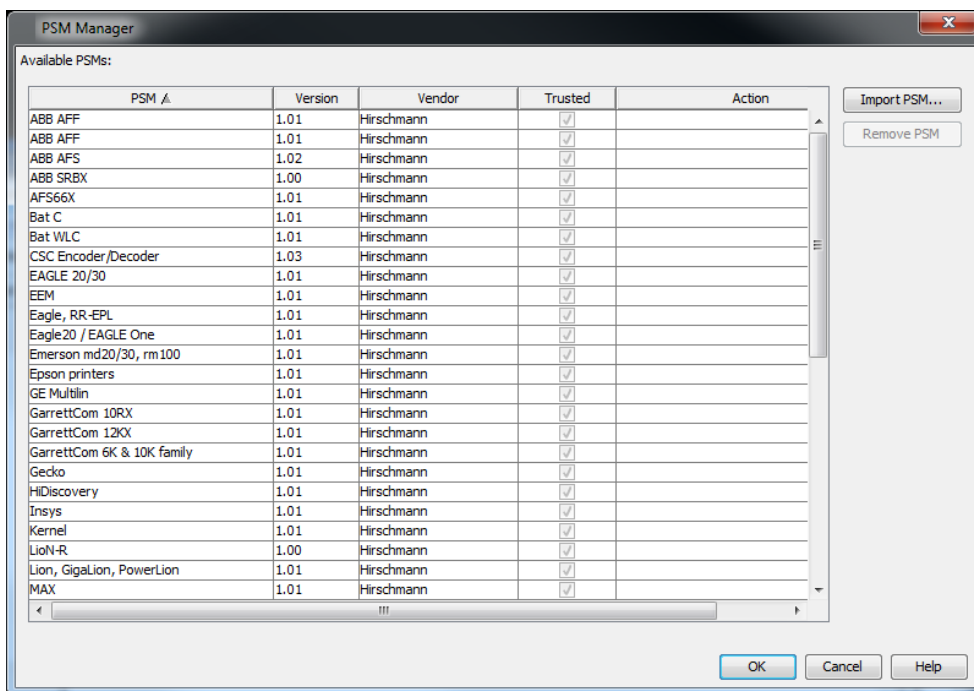 PSM Manager
x
Available PSMs:
PSM Version Vendor Trusted Action
ABB AFF 1.01 Hirschmann
ABB AFF 1.01 Hirschmann
ABB AFS 1.02 Hirschmann
ABB SRBX 1.00 Hirschmann
AFS66X 1.01 Hirschmann
Bat C 1.01 Hirschmann
Bat WLC 1.01 Hirschmann
CSC Encoder/Decoder 1.03 Hirschmann
EAGLE 20/30 1.01 Hirschmann
EEM 1.01 Hirschmann
Eagle, RR-EPL 1.01 Hirschmann
Eagle20 / EAGLE One 1.01 Hirschmann
Emerson md20/30, rm100 1.01 Hirschmann
Epson printers 1.01 Hirschmann
GE Multilin 1.01 Hirschmann
GarrettCom 10RX 1.01 Hirschmann
GarrettCom 12KX 1.01 Hirschmann
GarrettCom 6K & 10K family 1.01 Hirschmann
Gecko 1.01 Hirschmann
HiDiscovery 1.01 Hirschmann
Insys 1.01 Hirschmann
Kernel 1.01 Hirschmann
LioN-R 1.00 Hirschmann
Lion, GigaLion, PowerLion 1.01 Hirschmann
MAX 1.01 Hirschmann
Import PSM...
Remove PSM
OK Cancel Help